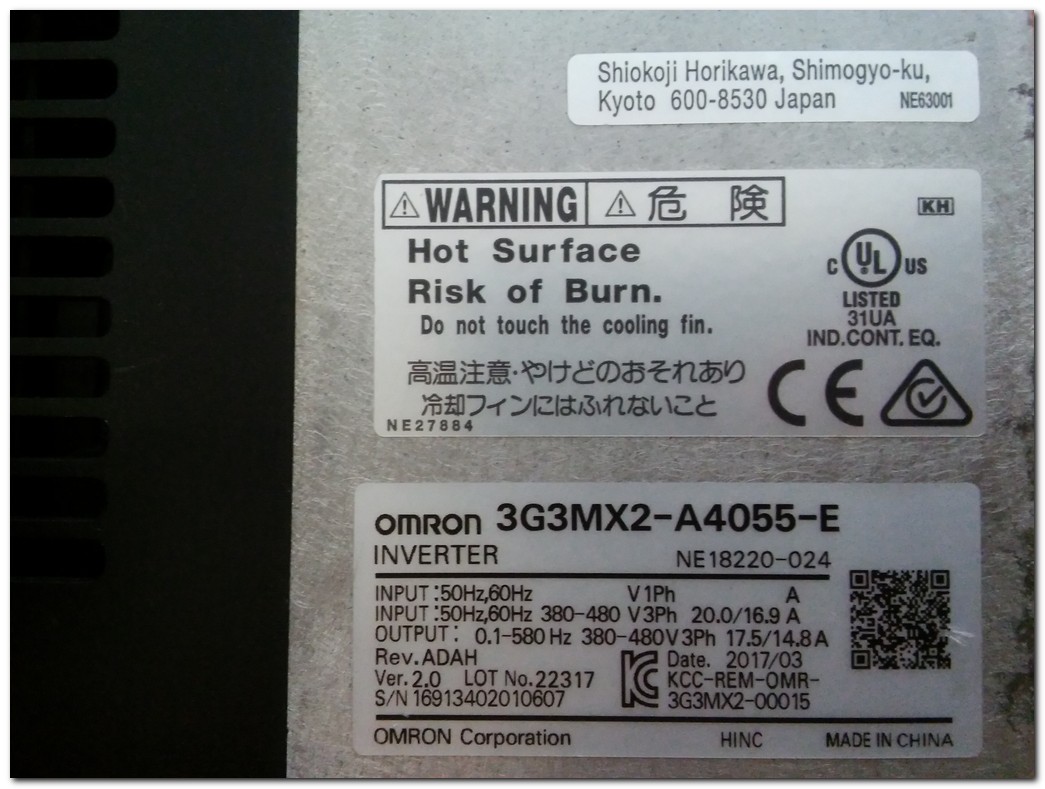 Shiokoji Horikawa, Shimogyo-ku,
Kyoto 600-8530 Japan NE63001
WARNING 危 険
KH
Hot Surface
Risk of Burn.
Do not touch the cooling fin.
高温注意・やけどのおそれあり
冷却フィンにはふれないこと
NE27884
C UL US
LISTED
31UA
IND.CONT. EQ.
CE
OMRON 3G3MX2-A4055-E
INVERTER NE18220-024
INPUT:50Hz,60Hz V 1Ph A
INPUT:50Hz,60Hz 380-480 V 3Ph 20.0/16.9 A
OUTPUT: 0.1-580 Hz 380-480V 3Ph 17.5/14.8 A
Rev.ADAH KC Date. 2017/03
Ver. 2.0 LOT No. 22317 KCC-REM-OMR-
S/N 16913402010607 3G3MX2-00015
OMRON Corporation HINC MADE IN CHINA